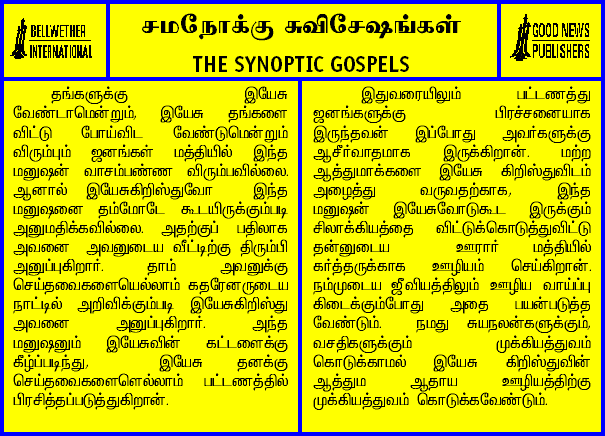 BELLWETHER
INTERNATIONAL
சமநோக்கு சுவிசேஷங்கள்
THE SYNOPTIC GOSPELS
GOOD NEWS
PUBLISHERS
தங்களுக்கு இயேசு
வேண்டாமென்றும், இயேசு தங்களை
விட்டு போய்விட வேண்டுமென்றும்
விரும்பும் ஜனங்கள் மத்தியில் இந்த
மனுஷன் வாசம்பண்ண விரும்பவில்லை.
ஆனால் இயேசுகிறிஸ்துவோ இந்த
மனுஷனை தம்மோடே கூடயிருக்கும்படி
அனுமதிக்கவில்லை. அதற்குப் பதிலாக
அவனை அவனுடைய வீட்டிற்கு திரும்பி
அனுப்புகிறார். தாம் அவனுக்கு
செய்தவைகளையெல்லாம் கதரேனருடைய
நாட்டில் அறிவிக்கும்படி இயேசுகிறிஸ்து
அவனை அனுப்புகிறார். அந்த
மனுஷனும் இயேசுவின் கட்டளைக்கு
கீழ்ப்படிந்து, இயேசு தனக்கு
செய்தவைகளைளெல்லாம் பட்டணத்தில்
பிரசித்தப்படுத்துகிறான்.
இதுவரையிலும் பட்டணத்து
ஜனங்களுக்கு பிரச்சனையாக
இருந்தவன் இப்போது அவர்களுக்கு
ஆசீர்வாதமாக இருக்கிறான். மற்ற
ஆத்துமாக்களை இயேசு கிறிஸ்துவிடம்
அழைத்து வருவதற்காக, இந்த
மனுஷன் இயேசுவோடுகூட இருக்கும்
சிலாக்கியத்தை விட்டுக்கொடுத்துவிட்டு
தன்னுடைய ஊரார் மத்தியில்
கர்த்தருக்காக ஊழியம் செய்கிறான்.
நம்முடைய ஜீவியத்திலும் ஊழிய வாய்ப்பு
கிடைக்கும்போது அதை பயன்படுத்த
வேண்டும். நமது சுயநலன்களுக்கும்,
வசதிகளுக்கும் முக்கியத்துவம்
கொடுக்காமல் இயேசு கிறிஸ்துவின்
ஆத்தும ஆதாய ஊழியத்திற்கு
முக்கியத்துவம் கொடுக்கவேண்டும்.